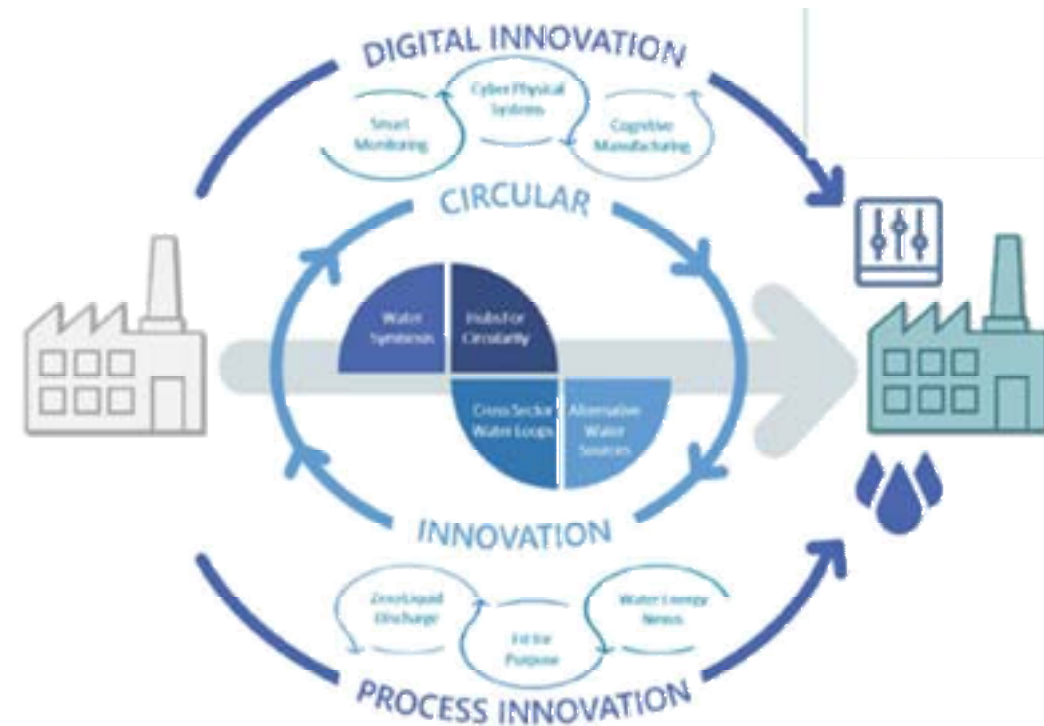 DIGITAL INNOVATION
Cyber Physical
Systems
Smart
Monitoring
Cognitive
Manufacturing
CIRCULAR
Water
Symbiosis
Hubs For
Circularity
Cross Sector
Water Loops
Alternative
Water
Sources
INNOVATION
Zero Liquid
Discharge
Fit for
Purpose
Water Energy
Nexus
PROCESS INNOVATION